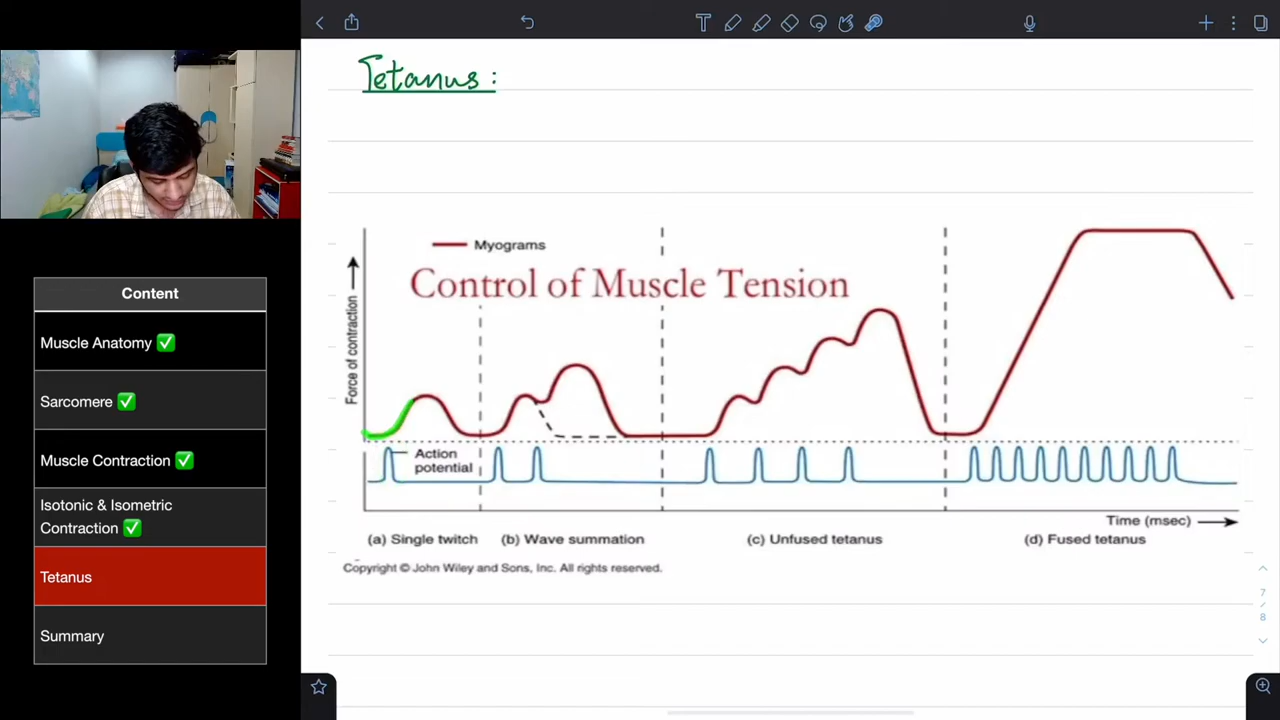 Tetanus:
Content
Muscle Anatomy ✅
Sarcomere ✅
Muscle Contraction ✅
Isotonic & Isometric
Contraction ✅
Tetanus
Summary
Myograms
Control of Muscle Tension
Force of contraction
Action
potential
Time (msec)
(a) Single twitch
(b) Wave summation
(c) Unfused tetanus
(d) Fused tetanus
Copyright © John Wiley and Sons, Inc. All rights reserved.
7
/
8